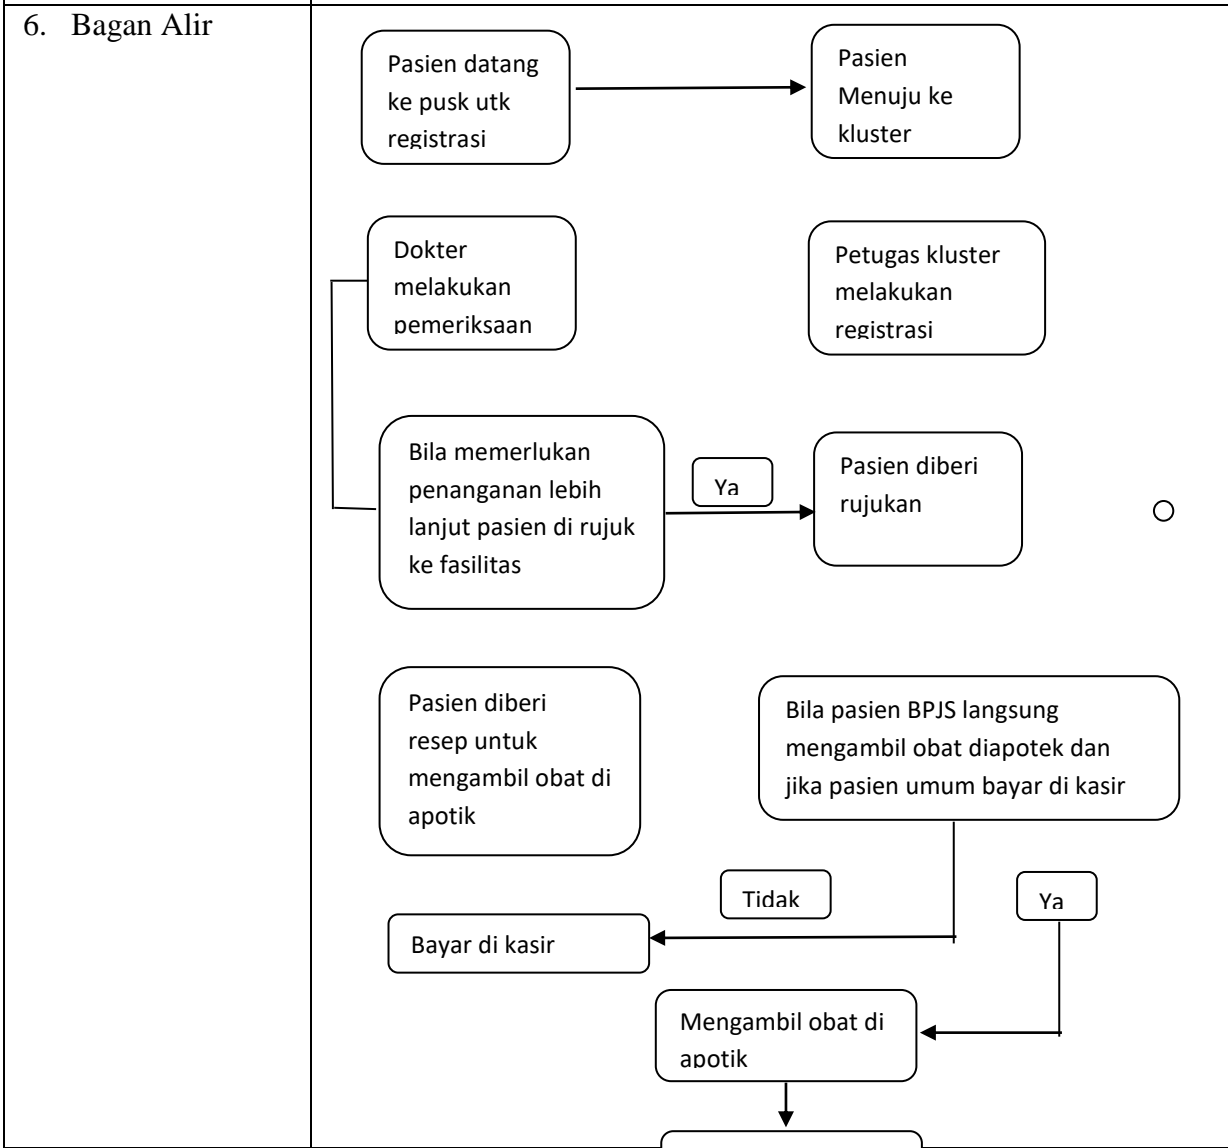 6. Bagan Alir
Pasien datang
ke pusk utk
registrasi
Pasien
Menuju ke
kluster
Dokter
melakukan
pemeriksaan
Petugas kluster
melakukan
registrasi
Bila memerlukan
penanganan lebih
lanjut pasien di rujuk
ke fasilitas
Ya
Pasien diberi
rujukan
Pasien diberi
resep untuk
mengambil obat di
apotik
Bila pasien BPJS langsung
mengambil obat diapotek dan
jika pasien umum bayar di kasir
Tidak
Ya
Bayar di kasir
Mengambil obat di
apotik